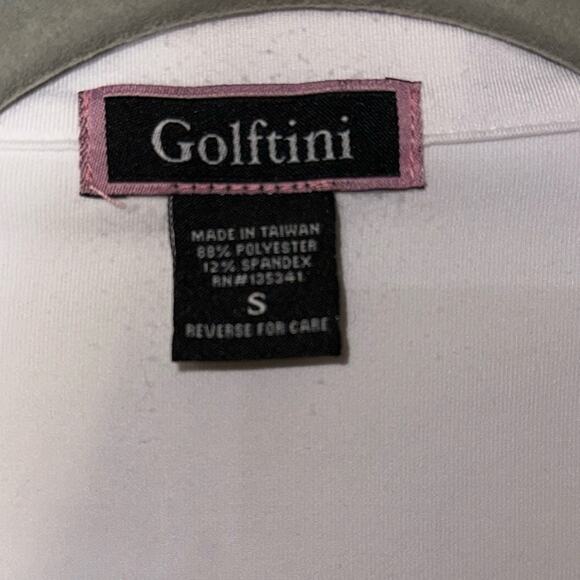 Golftini
MADE IN TAIWAN
88% POLYESTER
12% SPANDEX
RN#135341
S
REVERSE FOR CARE